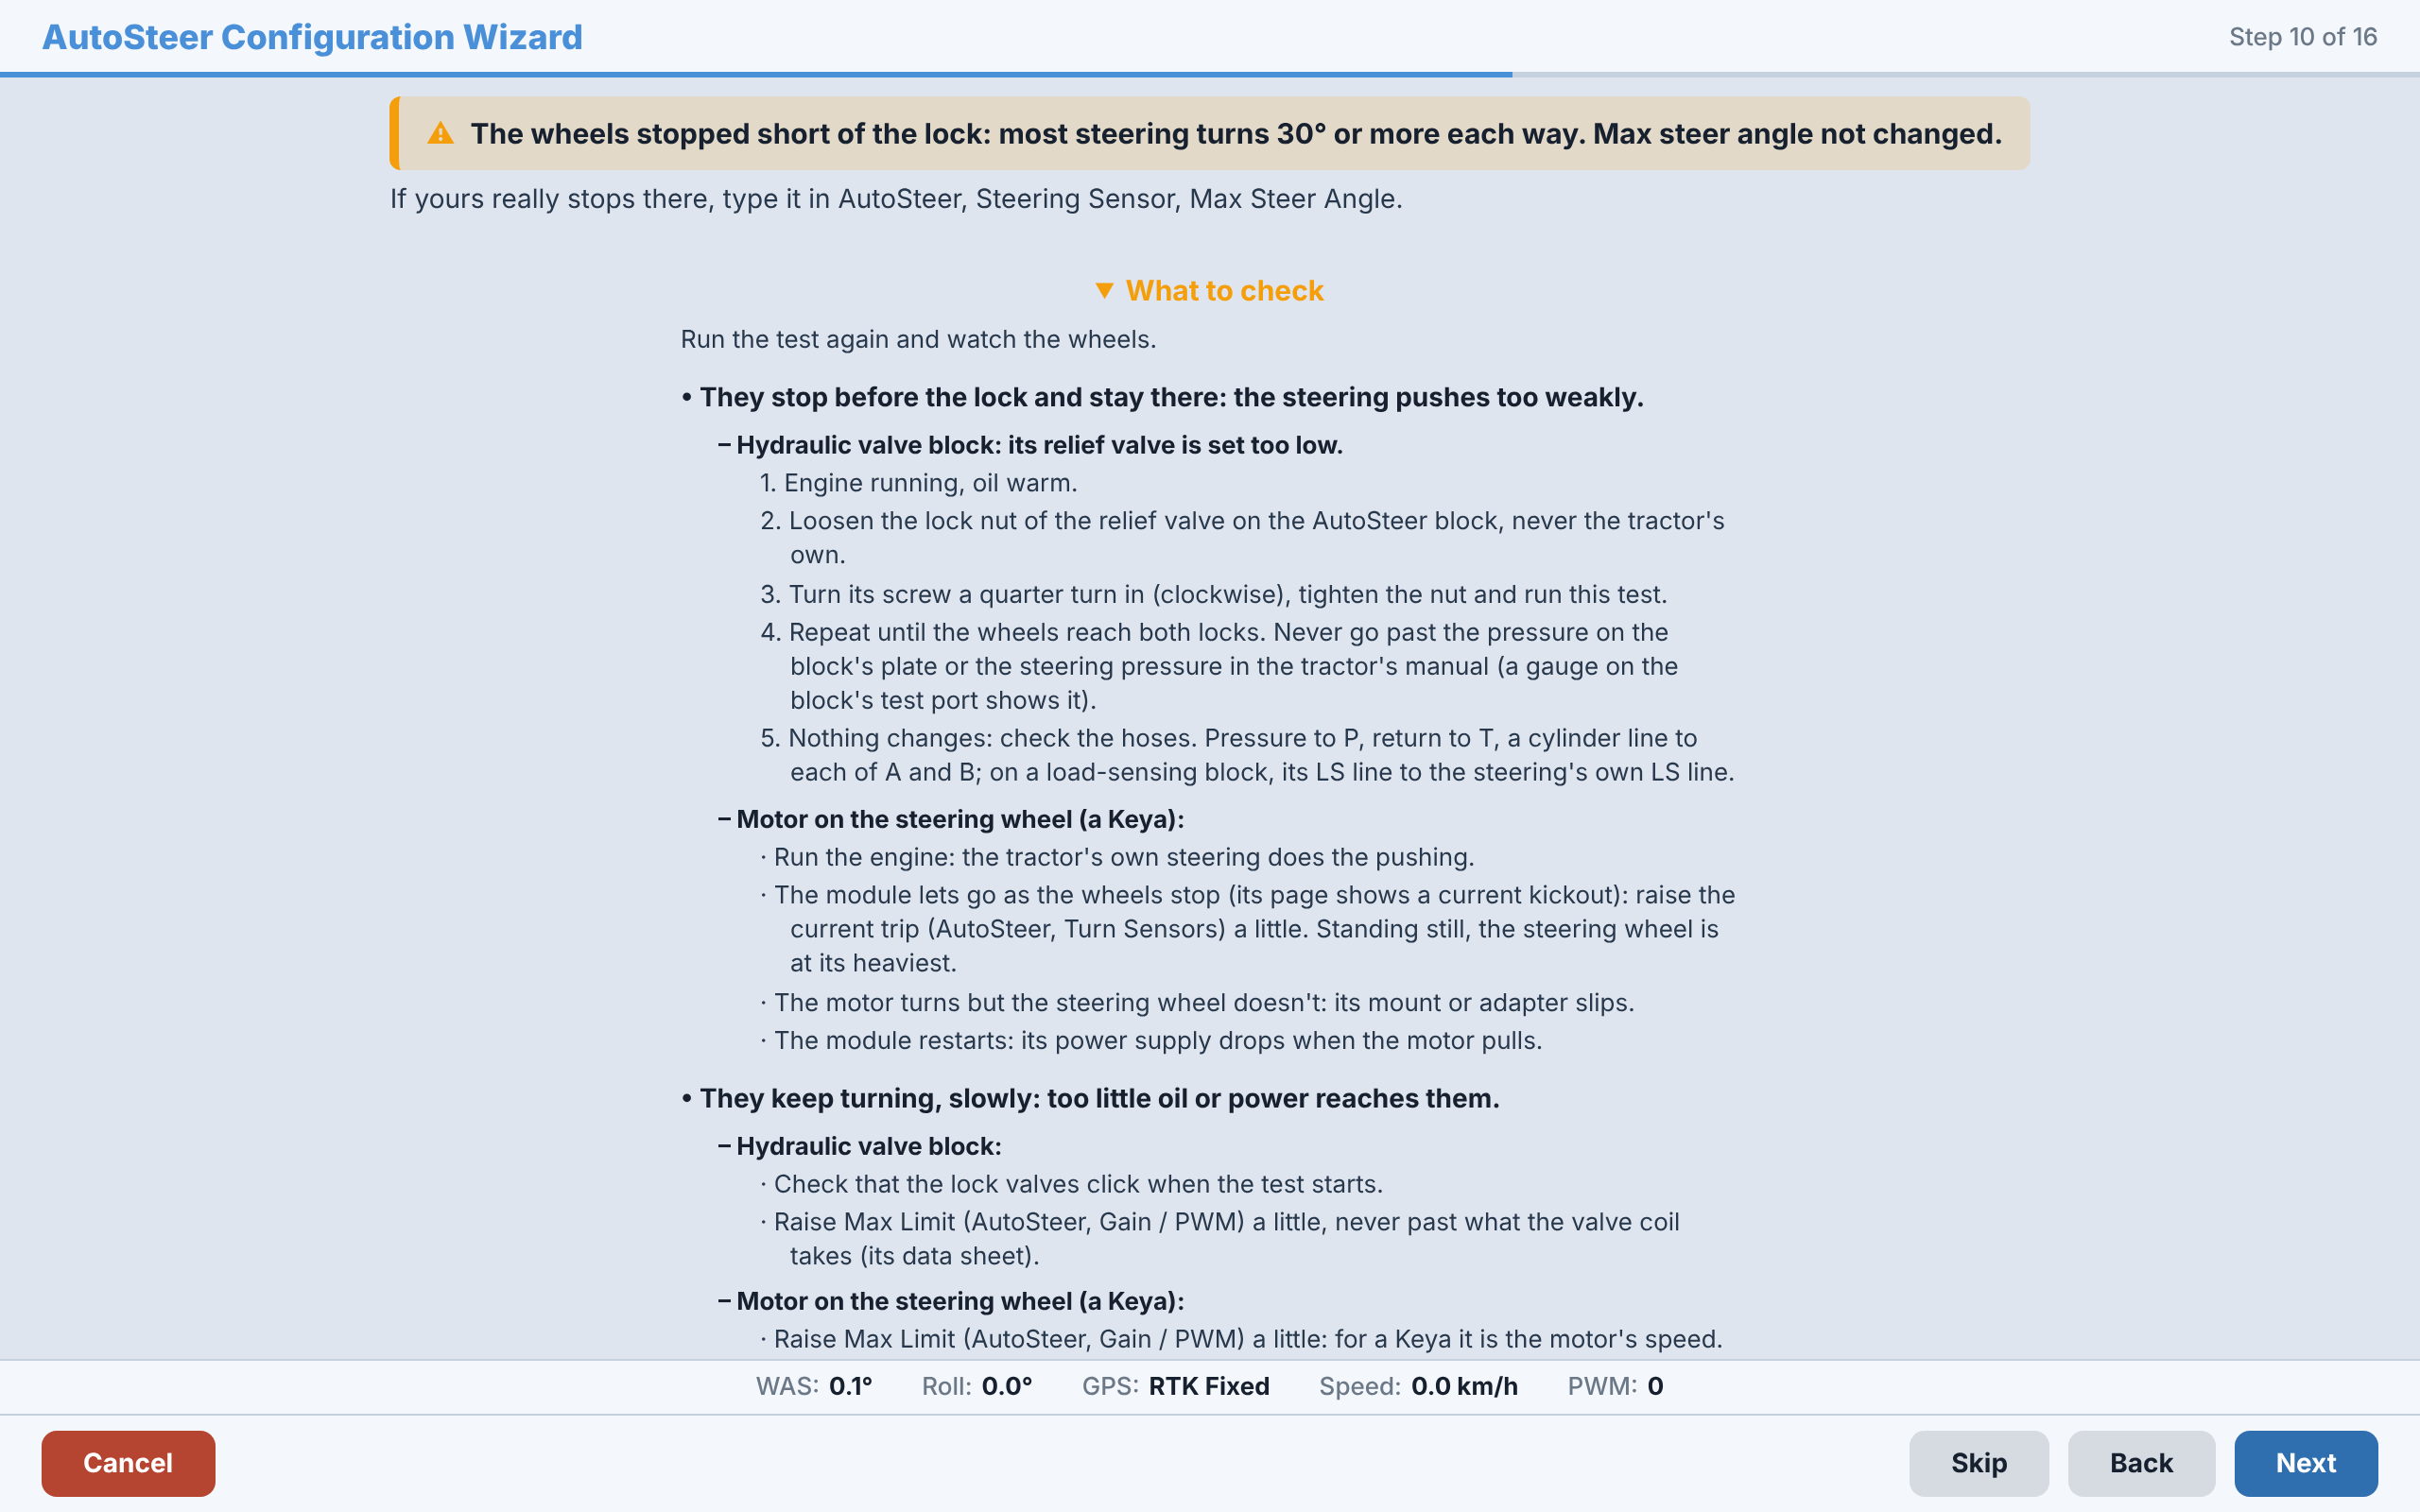 AutoSteer Configuration Wizard
Step 10 of 16
The wheels stopped short of the lock: most steering turns 30° or more each way. Max steer angle not changed.
If yours really stops there, type it in AutoSteer, Steering Sensor, Max Steer Angle.
▼ What to check
Run the test again and watch the wheels.
• They stop before the lock and stay there: the steering pushes too weakly.
– Hydraulic valve block: its relief valve is set too low.
1. Engine running, oil warm.
2. Loosen the lock nut of the relief valve on the AutoSteer block, never the tractor's
own.
3. Turn its screw a quarter turn in (clockwise), tighten the nut and run this test.
4. Repeat until the wheels reach both locks. Never go past the pressure on the
block's plate or the steering pressure in the tractor's manual (a gauge on the
block's test port shows it).
5. Nothing changes: check the hoses. Pressure to P, return to T, a cylinder line to
each of A and B; on a load-sensing block, its LS line to the steering's own LS line.
– Motor on the steering wheel (a Keya):
· Run the engine: the tractor's own steering does the pushing.
· The module lets go as the wheels stop (its page shows a current kickout): raise the
current trip (AutoSteer, Turn Sensors) a little. Standing still, the steering wheel is
at its heaviest.
· The motor turns but the steering wheel doesn't: its mount or adapter slips.
· The module restarts: its power supply drops when the motor pulls.
• They keep turning, slowly: too little oil or power reaches them.
– Hydraulic valve block:
· Check that the lock valves click when the test starts.
· Raise Max Limit (AutoSteer, Gain / PWM) a little, never past what the valve coil
takes (its data sheet).
– Motor on the steering wheel (a Keya):
· Raise Max Limit (AutoSteer, Gain / PWM) a little: for a Keya it is the motor's speed.
WAS: 0.1° Roll: 0.0° GPS: RTK Fixed Speed: 0.0 km/h PWM: 0
Cancel Skip Back Next